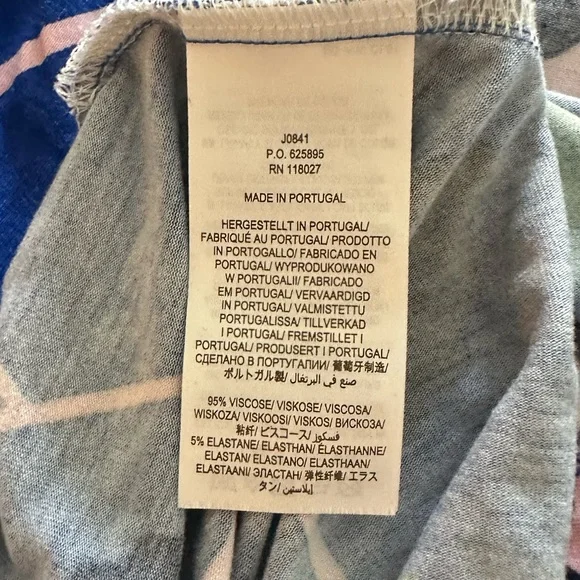 J0841
P.O. 625895
RN 118027
MADE IN PORTUGAL
HERGESTELLT IN PORTUGAL/
FABRIQUÉ AU PORTUGAL/ PRODOTTO
IN PORTOGALLO/ FABRICADO EN
PORTUGAL/ WYPRODUKOWANO
W PORTUGALII/ FABRICADO
EM PORTUGAL/ VERVAARDIGD
IN PORTUGAL/ VALMISTETTU
PORTUGALISSA/ TILLVERKAD
I PORTUGAL/ FREMSTILLET I
PORTUGAL/ PRODUSERT I PORTUGAL/
СДЕЛАНО В ПОРТУГАЛИИ/ 葡萄牙制造/
ポルトガル製/ صنع في البرتغال/
95% VISCOSE/ VISKOSE/ VISCOSA/
WISKOZA/ VISKOOSI/ VISKOS/ ВИСКОЗА/
粘纤/ ビスコース/ فسكوز/
5% ELASTANE/ ELASTHAN/ ÉLASTHANNE/
ELASTAN/ ELASTANO/ ELASTHAAN/
ELASTAANI/ ЭЛАСТАН/ 弹性纤维/ エラス
タン/ إيلاستين/